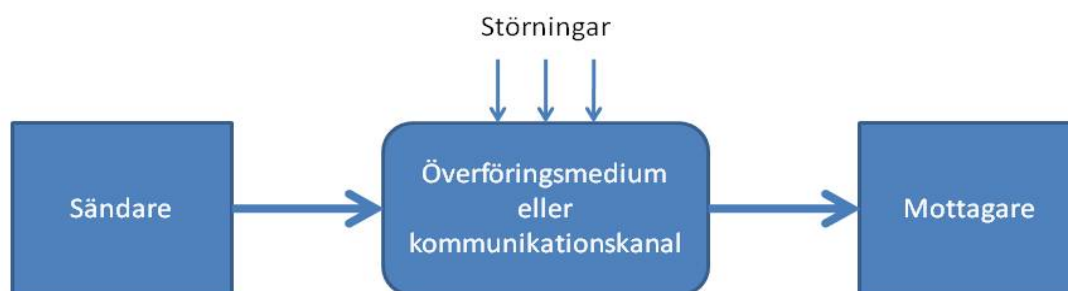 Störningar
Sändare
Överföringsmedium
eller
kommunikationskanal
Mottagare